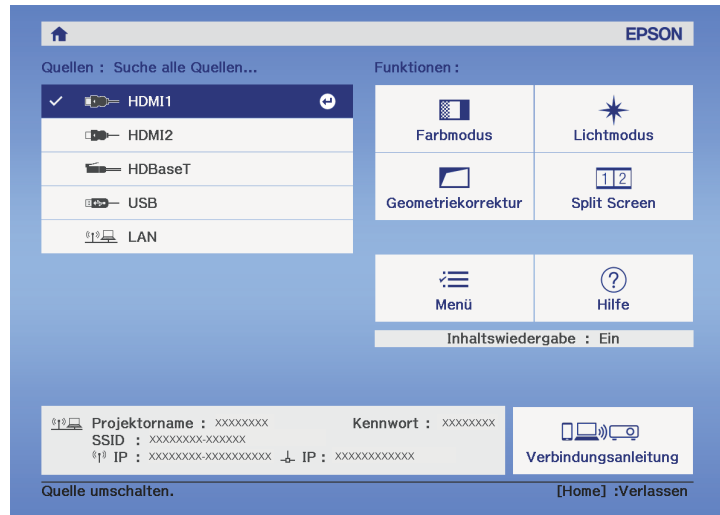 EPSON
Quellen : Suche alle Quellen...
HDMI1
HDMI2
HDBaseT
USB
LAN
Funktionen :
Farbmodus
Lichtmodus
Geometriekorrektur
1 2
Split Screen
Menü
?
Hilfe
Inhaltswiedergabe : Ein
Projektorname : xxxxxxxx Kennwort : xxxxxxxx
SSID : xxxxxxxx-xxxxxx
IP : xxxxxxxx-xxxxxxxxxx IP : xxxxxxxxxxxx
Verbindungsanleitung
Quelle umschalten. [Home] :Verlassen